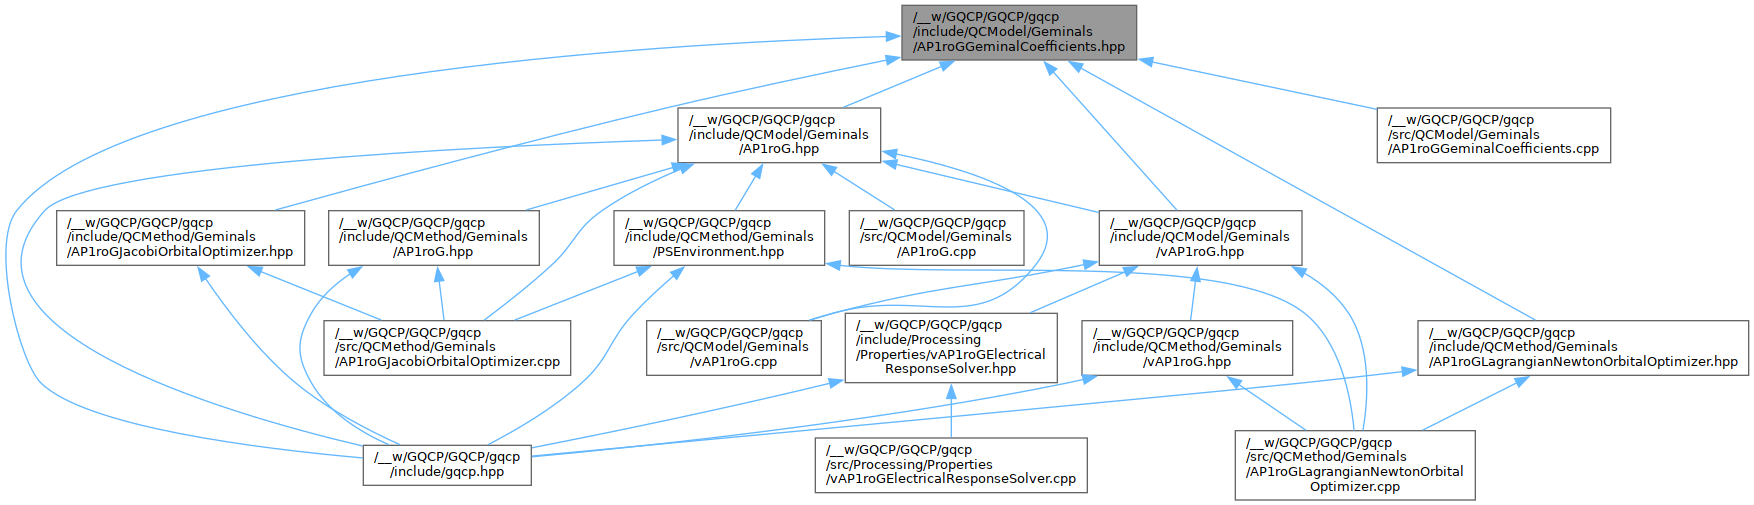 /__w/GQCP/GQCP/gqcp
/include/QCModel/Geminals
/AP1roGGeminalCoefficients.hpp
/__w/GQCP/GQCP/gqcp
/include/QCModel/Geminals
/AP1roG.hpp
/__w/GQCP/GQCP/gqcp
/src/QCModel/Geminals
/AP1roGGeminalCoefficients.cpp
/__w/GQCP/GQCP/gqcp
/include/QCMethod/Geminals
/AP1roGJacobiOrbitalOptimizer.hpp
/__w/GQCP/GQCP/gqcp
/include/QCMethod/Geminals
/AP1roG.hpp
/__w/GQCP/GQCP/gqcp
/include/QCMethod/Geminals
/PSEnvironment.hpp
/__w/GQCP/GQCP/gqcp
/src/QCModel/Geminals
/AP1roG.cpp
/__w/GQCP/GQCP/gqcp
/include/QCModel/Geminals
/vAP1roG.hpp
/__w/GQCP/GQCP/gqcp
/src/QCMethod/Geminals
/AP1roGJacobiOrbitalOptimizer.cpp
/__w/GQCP/GQCP/gqcp
/src/QCModel/Geminals
/vAP1roG.cpp
/__w/GQCP/GQCP/gqcp
/include/Processing
/Properties/vAP1roGElectrical
ResponseSolver.hpp
/__w/GQCP/GQCP/gqcp
/include/QCMethod/Geminals
/vAP1roG.hpp
/__w/GQCP/GQCP/gqcp
/include/QCMethod/Geminals
/AP1roGLagrangianNewtonOrbitalOptimizer.hpp
/__w/GQCP/GQCP/gqcp
/include/gqcp.hpp
/__w/GQCP/GQCP/gqcp
/src/Processing/Properties
/vAP1roGElectricalResponseSolver.cpp
/__w/GQCP/GQCP/gqcp
/src/QCMethod/Geminals
/AP1roGLagrangianNewtonOrbital
Optimizer.cpp